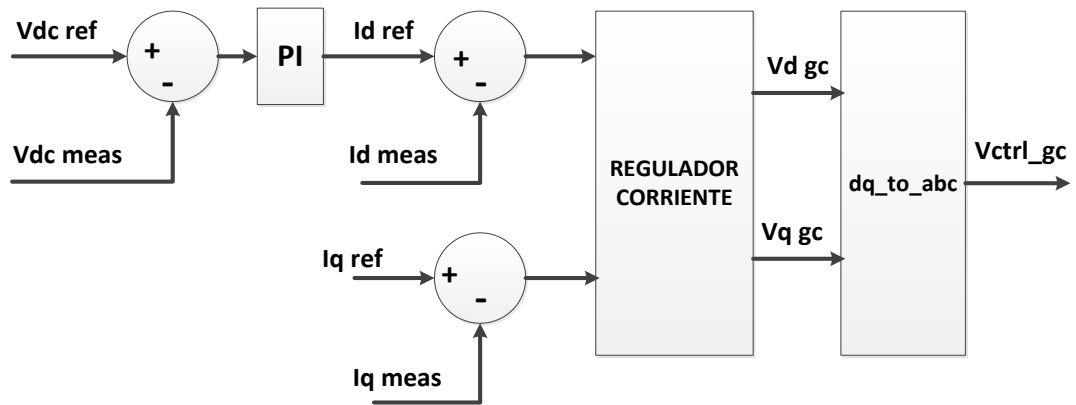 Vdc ref
+
-
Vdc meas
PI
Id ref
+
-
Id meas
Iq ref
+
-
Iq meas
REGULADOR
CORRIENTE
Vd gc
Vq gc
dq_to_abc
Vctrl_gc